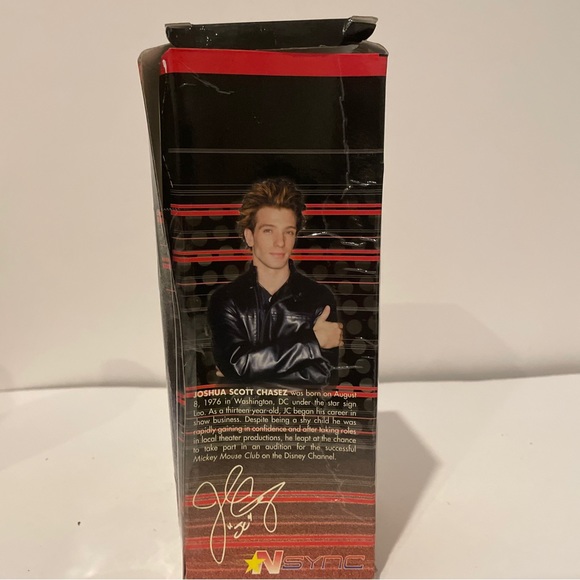 JOSHUA SCOTT CHASEZ was born on August
8, 1976 in Washington, DC under the star sign
Leo. As a thirteen-year-old, JC began his career in
show business. Despite being a shy child he was
rapidly gaining in confidence and after taking roles
in local theater productions, he leapt at the chance
to take part in an audition for the successful
Mickey Mouse Club on the Disney Channel.
NSYNC